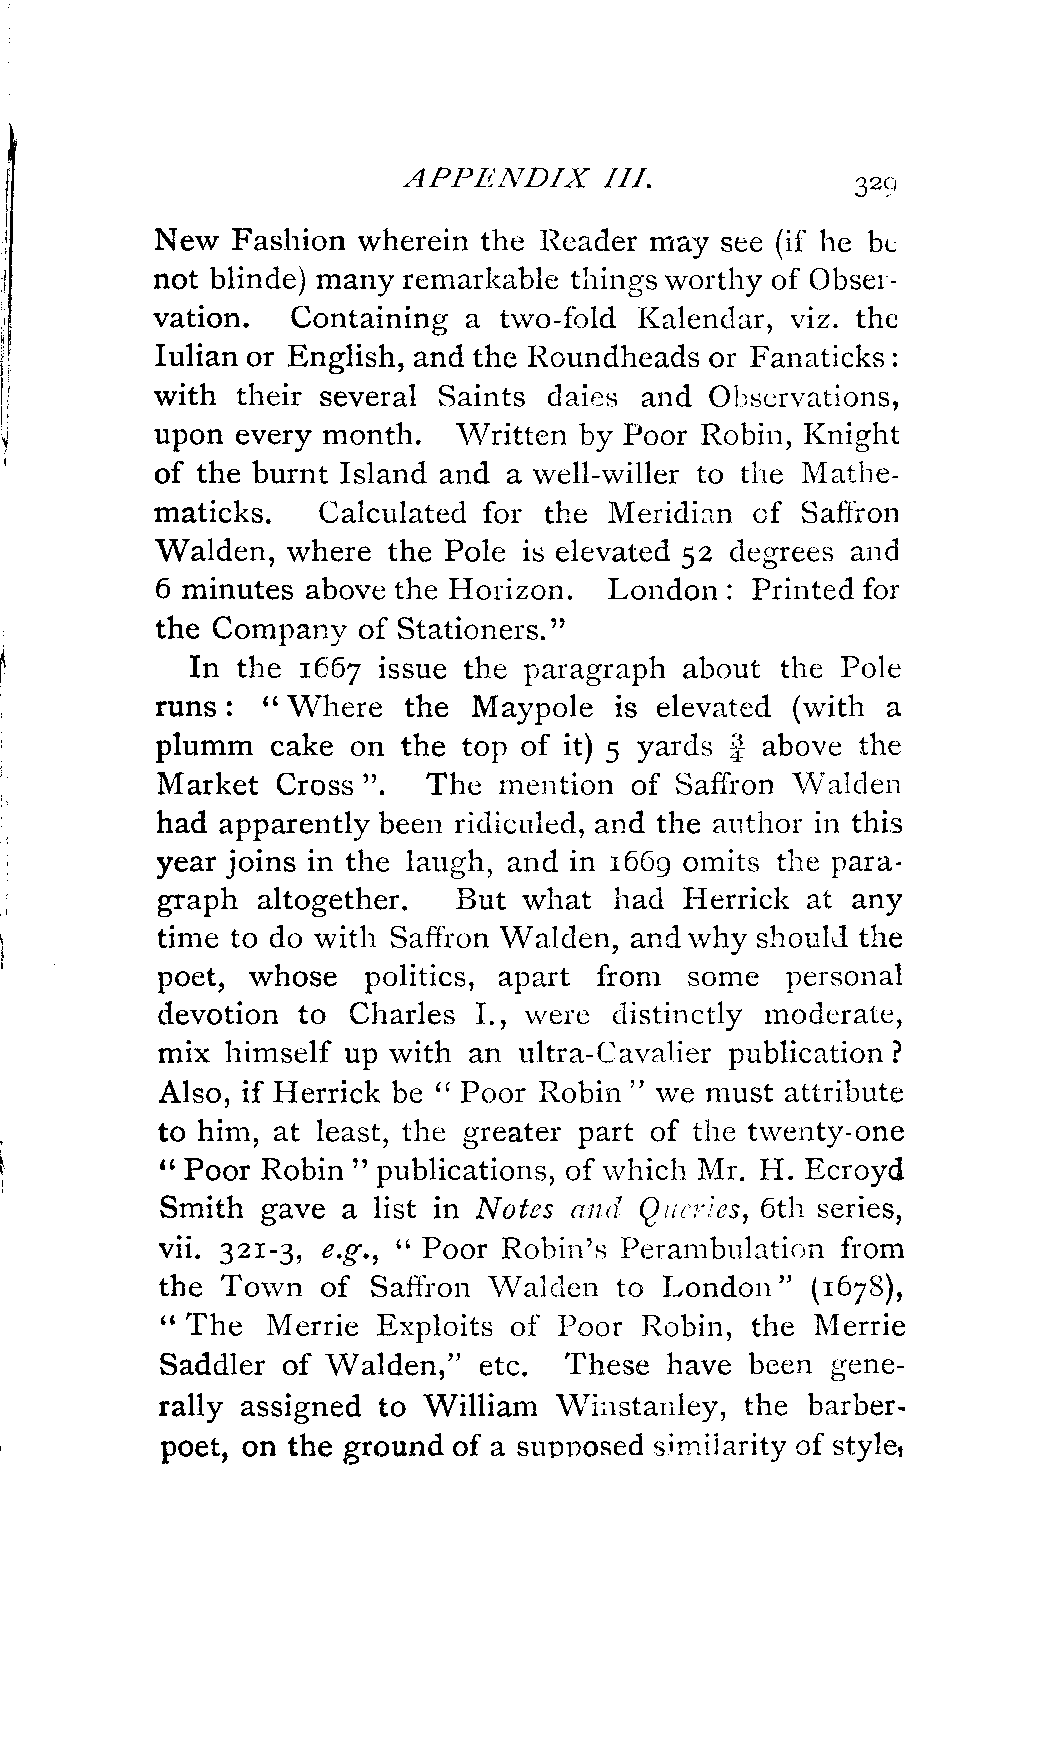 APPENDIX III. 329
New Fashion wherein the Reader may see (if he be
not blinde) many remarkable things worthy of Obser-
vation. Containing a two-fold Kalendar, viz. the
Iulian or English, and the Roundheads or Fanaticks:
with their several Saints daies and Observations,
upon every month. Written by Poor Robin, Knight
of the burnt Island and a well-willer to the Mathe-
maticks. Calculated for the Meridian of Saffron
Walden, where the Pole is elevated 52 degrees and
6 minutes above the Horizon. London: Printed for
the Company of Stationers."
In the 1667 issue the paragraph about the Pole
runs: "Where the Maypole is elevated (with a
plumm cake on the top of it) 5 yards ¾ above the
Market Cross". The mention of Saffron Walden
had apparently been ridiculed, and the author in this
year joins in the laugh, and in 1669 omits the para-
graph altogether. But what had Herrick at any
time to do with Saffron Walden, and why should the
poet, whose politics, apart from some personal
devotion to Charles I., were distinctly moderate,
mix himself up with an ultra-Cavalier publication?
Also, if Herrick be "Poor Robin" we must attribute
to him, at least, the greater part of the twenty-one
"Poor Robin" publications, of which Mr. H. Ecroyd
Smith gave a list in Notes and Queries, 6th series,
vii. 321-3, e.g., "Poor Robin's Perambulation from
the Town of Saffron Walden to London" (1678),
"The Merrie Exploits of Poor Robin, the Merrie
Saddler of Walden," etc. These have been gene-
rally assigned to William Winstanley, the barber-
poet, on the ground of a supposed similarity of style,